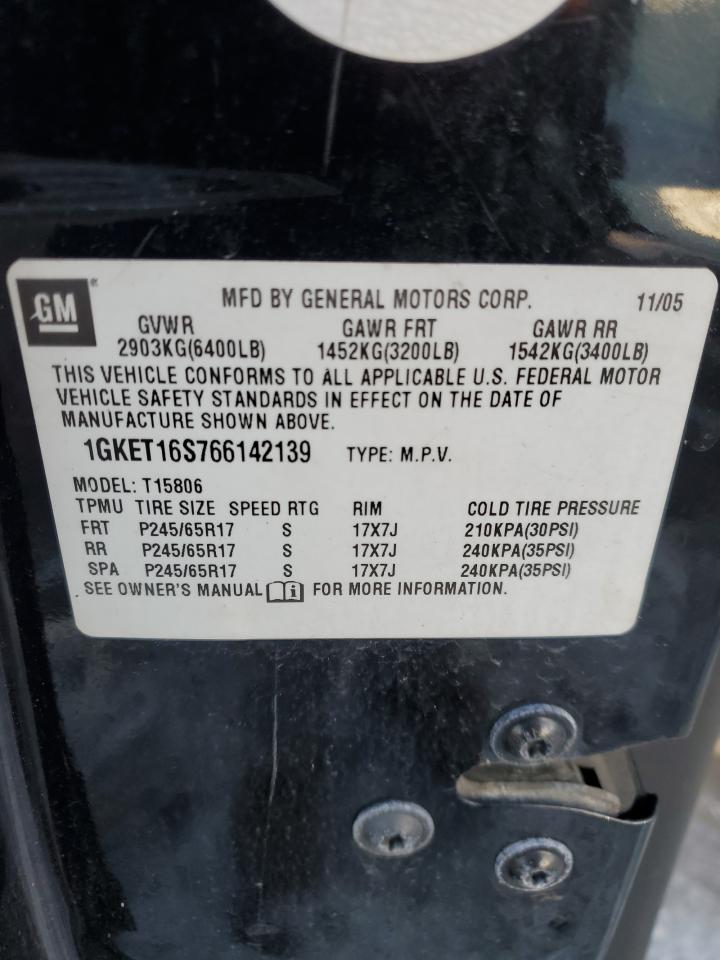 GM®
MFD BY GENERAL MOTORS CORP. 11/05
GVWR GAWR FRT GAWR RR
2903KG(6400LB) 1452KG(3200LB) 1542KG(3400LB)
THIS VEHICLE CONFORMS TO ALL APPLICABLE U.S. FEDERAL MOTOR
VEHICLE SAFETY STANDARDS IN EFFECT ON THE DATE OF
MANUFACTURE SHOWN ABOVE.
1GKET16S766142139 TYPE: M.P.V.
MODEL: T15806
TPMU TIRE SIZE SPEED RTG RIM COLD TIRE PRESSURE
FRT P245/65R17 S 17X7J 210KPA(30PSI)
RR P245/65R17 S 17X7J 240KPA(35PSI)
SPA P245/65R17 S 17X7J 240KPA(35PSI)
SEE OWNER'S MANUAL i FOR MORE INFORMATION.